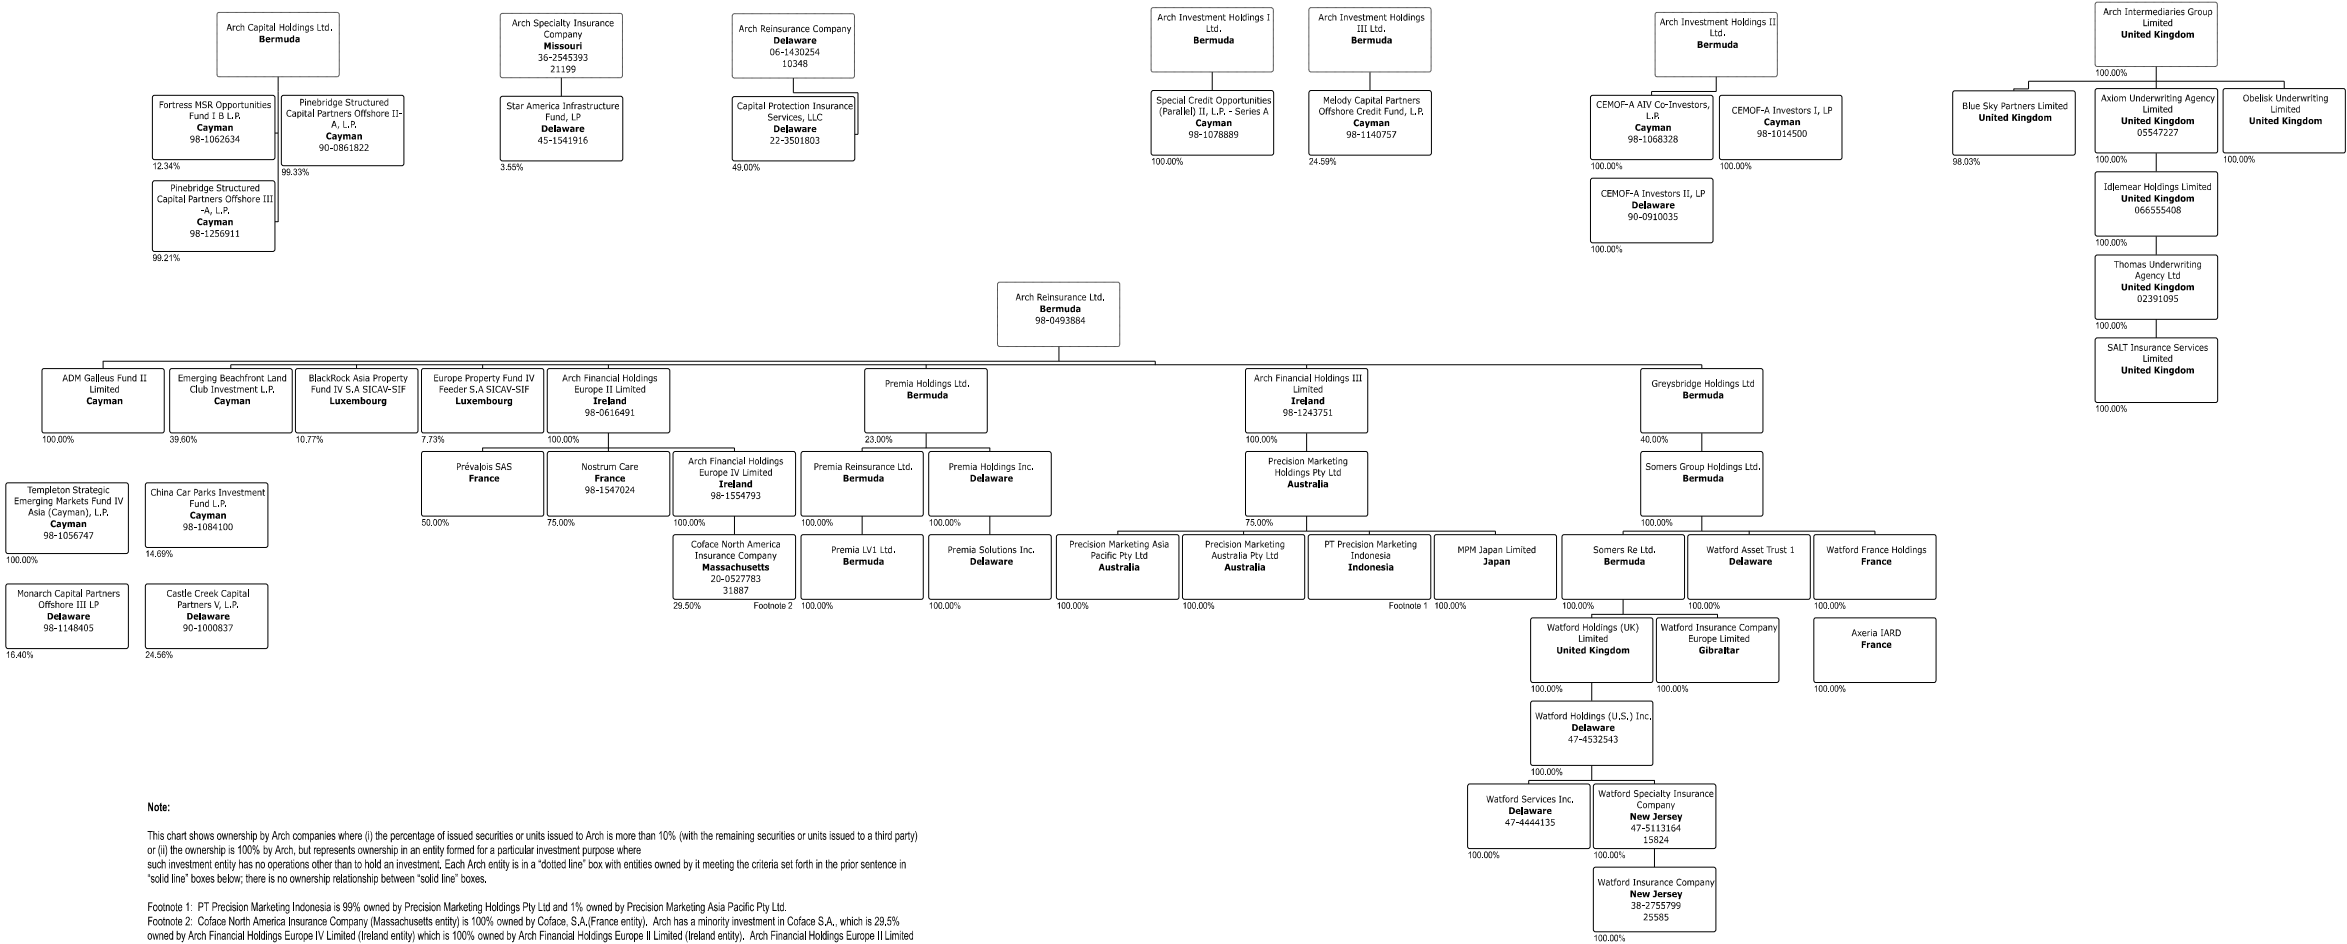 Arch Capital Holdings Ltd.
Bermuda
Fortress MSR Opportunities
Fund I B L.P.
Cayman
98-1062634
12.34%
Pinebridge Structured
Capital Partners Offshore II-
A, L.P.
Cayman
90-0861822
99.33%
Pinebridge Structured
Capital Partners Offshore III
-A, L.P.
Cayman
98-1256911
99.21%
Arch Specialty Insurance
Company
Missouri
36-2545393
21199
Star America Infrastructure
Fund, LP
Delaware
45-1541916
3.55%
Arch Reinsurance Company
Delaware
06-1430254
10348
Capital Protection Insurance
Services, LLC
Delaware
22-3501803
49.00%
Arch Investment Holdings I
Ltd.
Bermuda
Special Credit Opportunities
(Parallel) II, L.P. - Series A
Cayman
98-1078889
100.00%
Arch Investment Holdings
III Ltd.
Bermuda
Melody Capital Partners
Offshore Credit Fund, L.P.
Cayman
98-1140757
24.59%
Arch Investment Holdings II
Ltd.
Bermuda
CEMOF-A AIV Co-Investors,
L.P.
Cayman
98-1068328
100.00%
CEMOF-A Investors I, LP
Cayman
98-1014500
100.00%
CEMOF-A Investors II, LP
Delaware
90-0910035
100.00%
Arch Intermediaries Group
Limited
United Kingdom
100.00%
Blue Sky Partners Limited
United Kingdom
98.03%
Axiom Underwriting Agency
Limited
United Kingdom
05547227
100.00%
Obelisk Underwriting
Limited
United Kingdom
100.00%
Idlemear Holdings Limited
United Kingdom
066555408
100.00%
Thomas Underwriting
Agency Ltd
United Kingdom
02391095
100.00%
SALT Insurance Services
Limited
United Kingdom
100.00%
Arch Reinsurance Ltd.
Bermuda
98-0493884
ADM Galleus Fund II
Limited
Cayman
100.00%
Emerging Beachfront Land
Club Investment L.P.
Cayman
39.60%
BlackRock Asia Property
Fund IV S.A SICAV-SIF
Luxembourg
10.77%
Europe Property Fund IV
Feeder S.A SICAV-SIF
Luxembourg
7.73%
Arch Financial Holdings
Europe II Limited
Ireland
98-0616491
100.00%
Premia Holdings Ltd.
Bermuda
23.00%
Arch Financial Holdings III
Limited
Ireland
98-1243751
100.00%
Greysbridge Holdings Ltd
Bermuda
40.00%
Prévalois SAS
France
50.00%
Nostrum Care
France
98-1547024
75.00%
Arch Financial Holdings
Europe IV Limited
Ireland
98-1554793
100.00%
Premia Reinsurance Ltd.
Bermuda
100.00%
Premia Holdings Inc.
Delaware
100.00%
Precision Marketing
Holdings Pty Ltd
Australia
75.00%
Somers Group Holdings Ltd.
Bermuda
100.00%
Templeton Strategic
Emerging Markets Fund IV
Asia (Cayman), L.P.
Cayman
98-1056747
100.00%
China Car Parks Investment
Fund L.P.
Cayman
98-1084100
14.69%
Coface North America
Insurance Company
Massachusetts
20-0527783
31887
29.50% Footnote 2
Premia LV1 Ltd.
Bermuda
100.00%
Premia Solutions Inc.
Delaware
100.00%
Precision Marketing Asia
Pacific Pty Ltd
Australia
100.00%
Precision Marketing
Australia Pty Ltd
Australia
100.00%
PT Precision Marketing
Indonesia
Indonesia
Footnote 1
MPM Japan Limited
Japan
100.00%
Somers Re Ltd.
Bermuda
100.00%
Watford Asset Trust 1
Delaware
100.00%
Watford France Holdings
France
100.00%
Monarch Capital Partners
Offshore III LP
Delaware
98-1148405
16.40%
Castle Creek Capital
Partners V, L.P.
Delaware
90-1000837
24.56%
Watford Holdings (UK)
Limited
United Kingdom
100.00%
Watford Insurance Company
Europe Limited
Gibraltar
100.00%
Axeria IARD
France
100.00%
Watford Holdings (U.S.) Inc.
Delaware
47-4532543
100.00%
Watford Services Inc.
Delaware
47-4444135
100.00%
Watford Specialty Insurance
Company
New Jersey
47-5113164
15824
100.00%
Watford Insurance Company
New Jersey
38-2755799
25585
100.00%
Note:
This chart shows ownership by Arch companies where (i) the percentage of issued securities or units issued to Arch is more than 10% (with the remaining securities or units issued to a third party)
or (ii) the ownership is 100% by Arch, but represents ownership in an entity formed for a particular investment purpose where
such investment entity has no operations other than to hold an investment. Each Arch entity is in a "dotted line" box with entities owned by it meeting the criteria set forth in the prior sentence in
"solid line" boxes below; there is no ownership relationship between "solid line" boxes.
Footnote 1: PT Precision Marketing Indonesia is 99% owned by Precision Marketing Holdings Pty Ltd and 1% owned by Precision Marketing Asia Pacific Pty Ltd.
Footnote 2: Coface North America Insurance Company (Massachusetts entity) is 100% owned by Coface, S.A.(France entity). Arch has a minority investment in Coface S.A., which is 29.5%
owned by Arch Financial Holdings Europe IV Limited (Ireland entity) which is 100% owned by Arch Financial Holdings Europe II Limited (Ireland entity). Arch Financial Holdings Europe II Limited